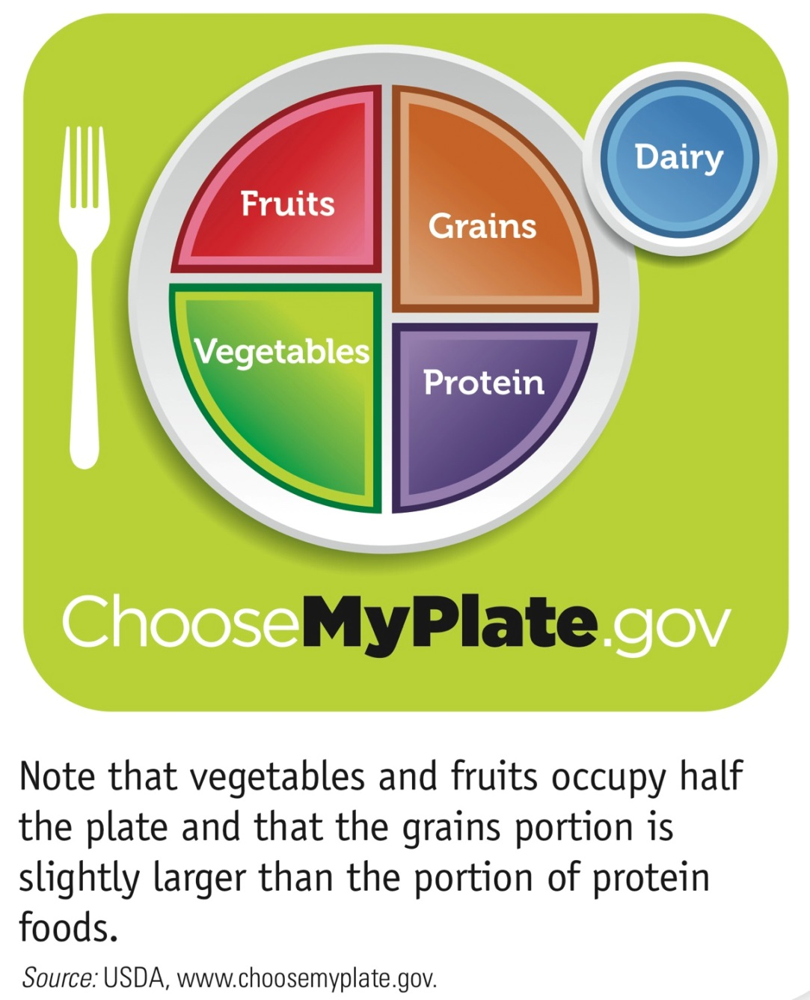 Fruits
Grains
Dairy
Vegetables
Protein
ChooseMyPlate.gov
Note that vegetables and fruits occupy half
the plate and that the grains portion is
slightly larger than the portion of protein
foods.
Source: USDA, www.choosemyplate.gov.